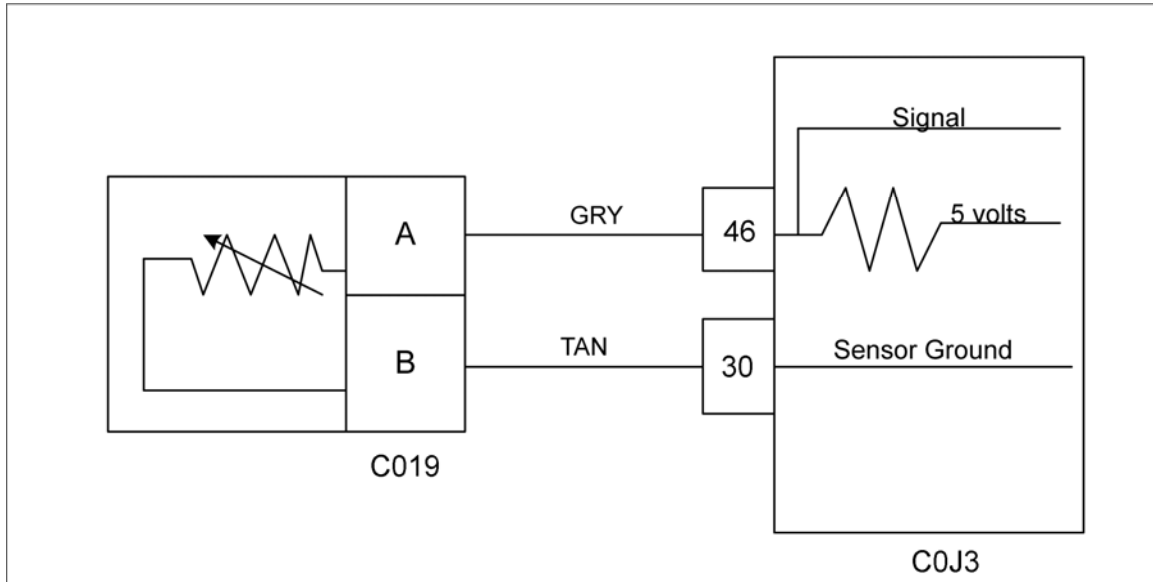 Signal
A
GRY
46
5 volts
B
TAN
30
Sensor Ground
C019
C0J3